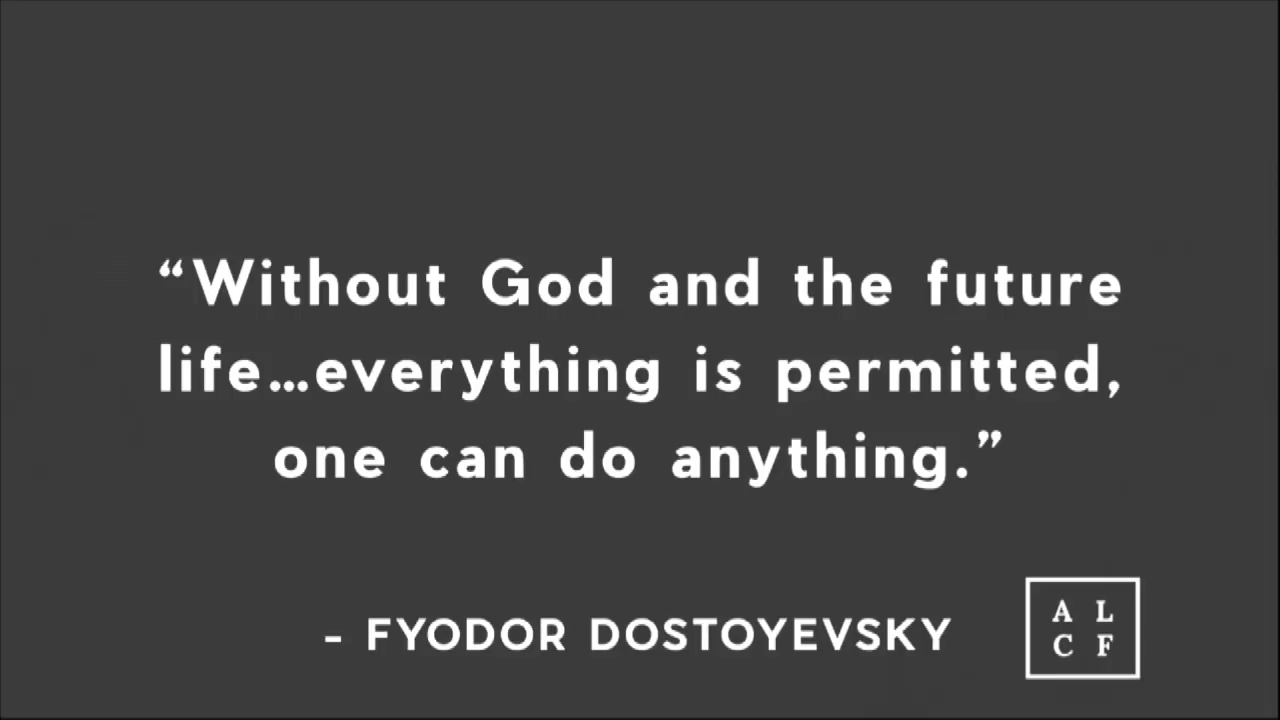 “Without God and the future
life...everything is permitted,
one can do anything.”
- FYODOR DOSTOYEVSKY
A L
C F